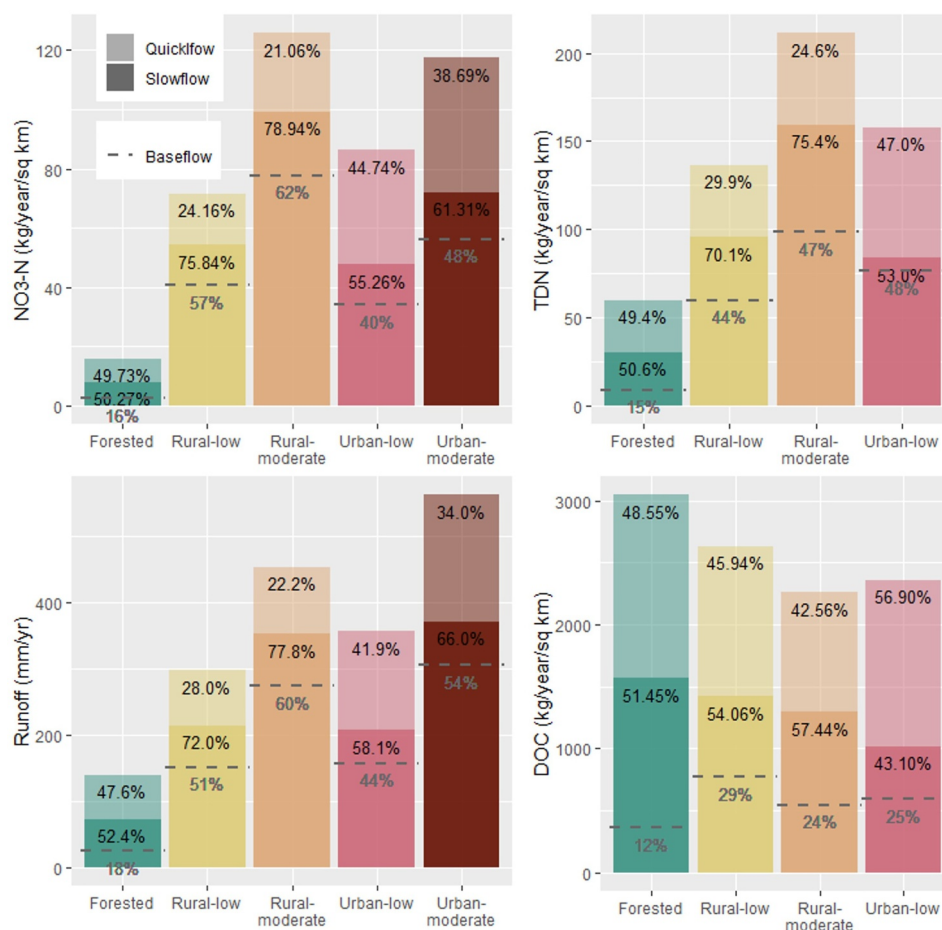 NO3-N (kg/year/sq km)
120
80
40
0
Quicklfow
Slowflow
Baseflow
49.73%
50.27%
16%
24.16%
75.84%
57%
21.06%
78.94%
62%
44.74%
55.26%
40%
38.69%
61.31%
48%
Forested
Rural-low
Rural-
moderate
Urban-low
Urban-
moderate
TDN (kg/year/sq km)
200
150
100
50
0
49.4%
50.6%
15%
29.9%
70.1%
44%
24.6%
75.4%
47%
47.0%
53.0%
48%
Forested
Rural-low
Rural-
moderate
Urban-low
Runoff (mm/yr)
400
200
0
47.6%
52.4%
18%
28.0%
72.0%
51%
22.2%
77.8%
60%
41.9%
58.1%
44%
34.0%
66.0%
54%
Forested
Rural-low
Rural-
moderate
Urban-low
Urban-
moderate
DOC (kg/year/sq km)
3000
2000
1000
0
48.55%
51.45%
12%
45.94%
54.06%
29%
42.56%
57.44%
24%
56.90%
43.10%
25%
Forested
Rural-low
Rural-
moderate
Urban-low